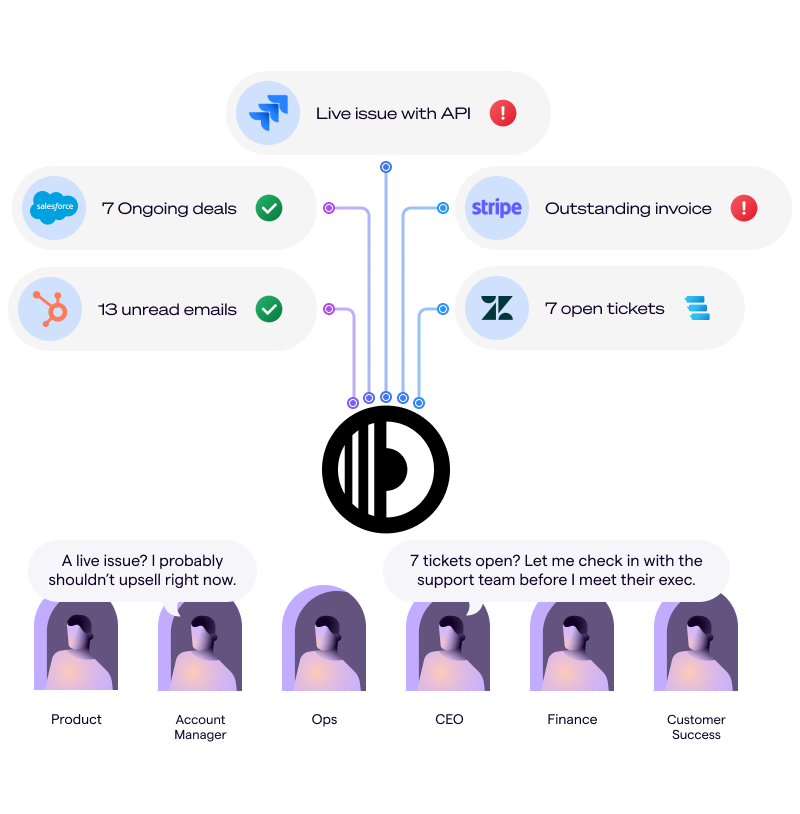 Live issue with API
salesforce
7 Ongoing deals
stripe
Outstanding invoice
13 unread emails
7 open tickets
A live issue? I probably
shouldn’t upsell right now.
7 tickets open? Let me check in with the
support team before I meet their exec.
Product
Account
Manager
Ops
CEO
Finance
Customer
Success